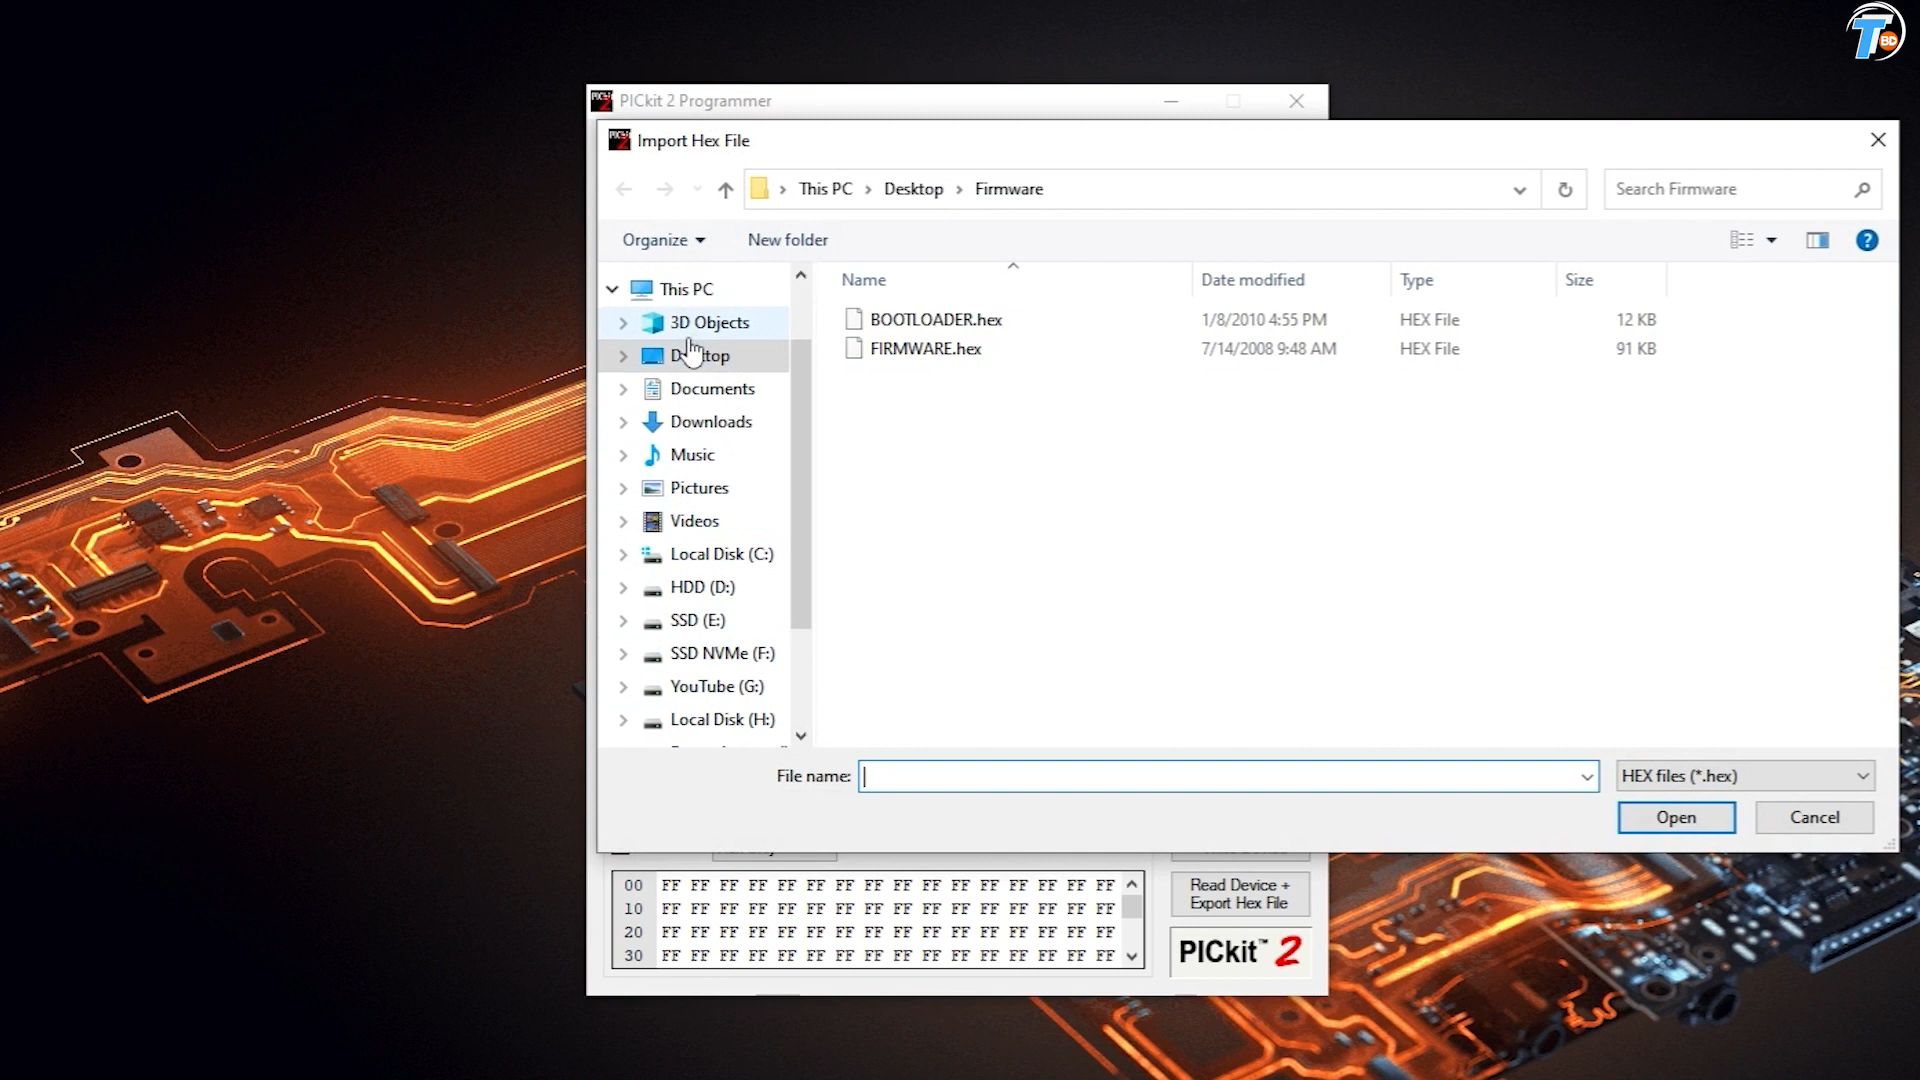 T BD
PICkit 2 Programmer
Import Hex File
This PC > Desktop > Firmware
Search Firmware
Organize
New folder
Name
Date modified
Type
Size
BOOTLOADER.hex
1/8/2010 4:55 PM
HEX File
12 KB
FIRMWARE.hex
7/14/2008 9:48 AM
HEX File
91 KB
This PC
3D Objects
Desktop
Documents
Downloads
Music
Pictures
Videos
Local Disk (C:)
HDD (D:)
SSD (E:)
SSD NVMe (F:)
YouTube (G:)
Local Disk (H:)
File name:
HEX files (*.hex)
Open
Cancel
00 FF FF FF FF FF FF FF FF FF FF FF FF FF FF FF FF
10 FF FF FF FF FF FF FF FF FF FF FF FF FF FF FF FF
20 FF FF FF FF FF FF FF FF FF FF FF FF FF FF FF FF
30 FF FF FF FF FF FF FF FF FF FF FF FF FF FF FF FF
Read Device +
Export Hex File
PICkit™ 2